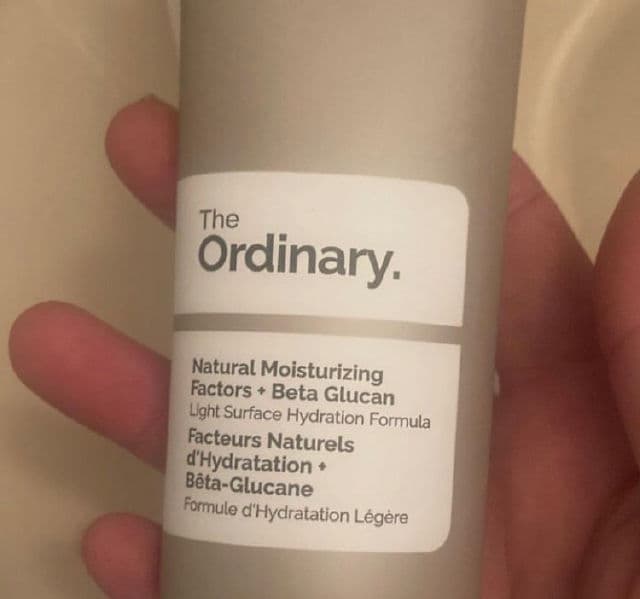 The
Ordinary.
Natural Moisturizing
Factors + Beta Glucan
Light Surface Hydration Formula
Facteurs Naturels
d'Hydratation +
Bêta-Glucane
Formule d'Hydratation Légère